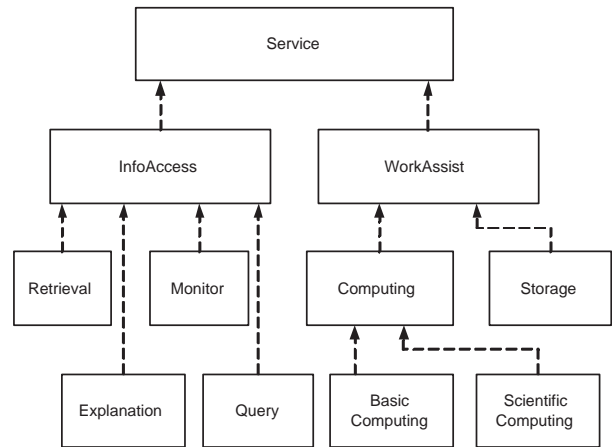 Service
InfoAccess
WorkAssist
Retrieval
Monitor
Computing
Storage
Explanation
Query
Basic
Computing
Scientific
Computing